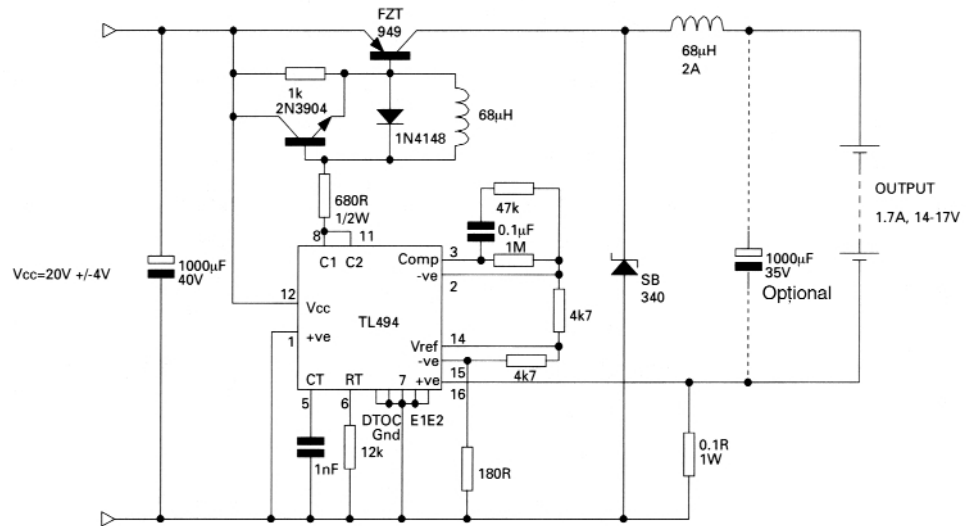 FZT
949
68µH
2A
1k
2N3904
1N4148
68µH
680R
1/2W
8
11
47k
0.1µF
1M
C1 C2
Comp
3
-ve
2
OUTPUT
1.7A, 14-17V
Vcc=20V +/-4V
1000µF
40V
12
Vcc
1
+ve
TL494
4k7
SB
340
1000µF
35V
Optional
Vref
14
-ve
15
4k7
+ve
16
CT
RT
7
5
6
DTOC
Gnd
E1E2
1nF
12k
180R
0.1R
1W